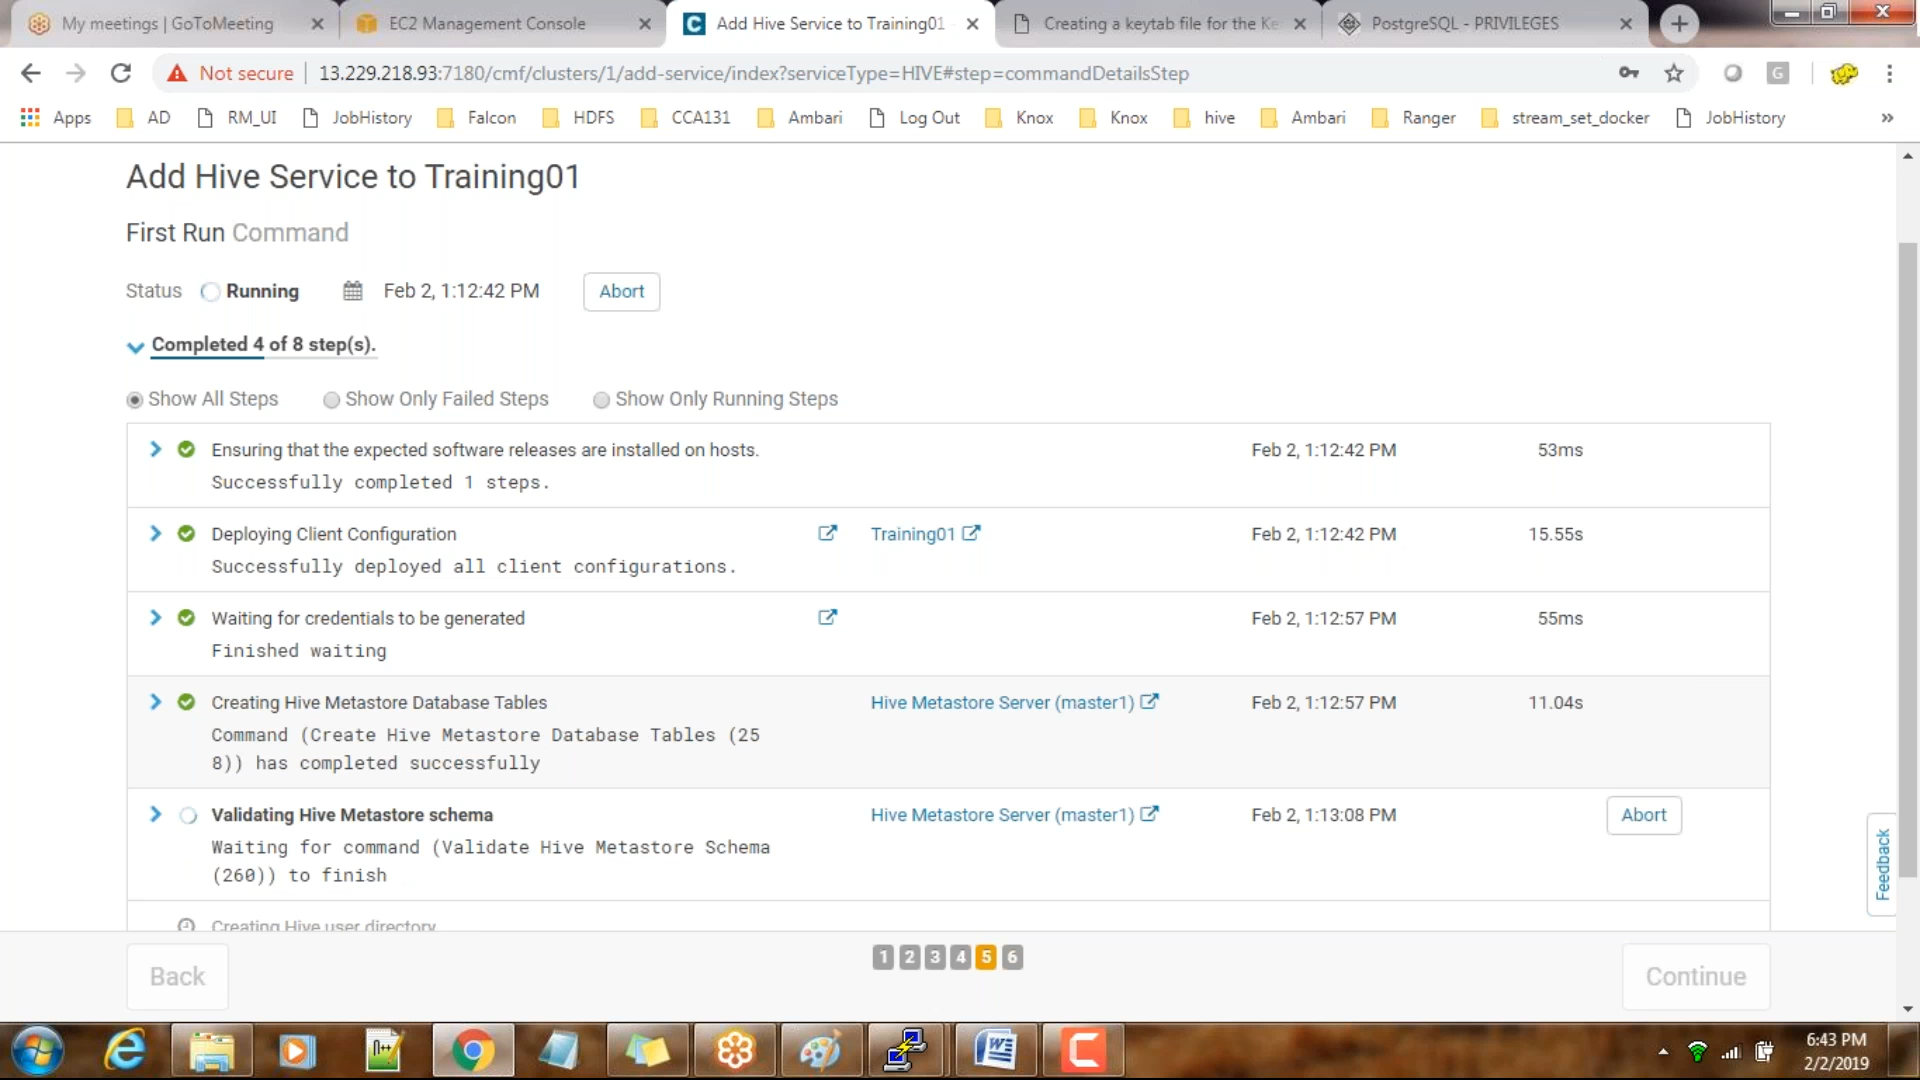 My meetings | GoToMeeting
EC2 Management Console
Add Hive Service to Training01
Creating a keytab file for the Ke
PostgreSQL - PRIVILEGES
Not secure 13.229.218.93:7180/cmf/clusters/1/add-service/index?serviceType=HIVE#step=commandDetailsStep
Apps AD RM_UI JobHistory Falcon HDFS CCA131 Ambari Log Out Knox Knox hive Ambari Ranger stream_set_docker JobHistory »
Add Hive Service to Training01
First Run Command
Status Running Feb 2, 1:12:42 PM Abort
Completed 4 of 8 step(s).
Show All Steps Show Only Failed Steps Show Only Running Steps
Ensuring that the expected software releases are installed on hosts. Feb 2, 1:12:42 PM 53ms
Successfully completed 1 steps.
Deploying Client Configuration Training01 Feb 2, 1:12:42 PM 15.55s
Successfully deployed all client configurations.
Waiting for credentials to be generated Feb 2, 1:12:57 PM 55ms
Finished waiting
Creating Hive Metastore Database Tables Hive Metastore Server (master1) Feb 2, 1:12:57 PM 11.04s
Command (Create Hive Metastore Database Tables (25
8)) has completed successfully
Validating Hive Metastore schema Hive Metastore Server (master1) Feb 2, 1:13:08 PM Abort
Waiting for command (Validate Hive Metastore Schema
(260)) to finish
Creating Hive user directory
Feedback
Back 1 2 3 4 5 6 Continue
6:43 PM
2/2/2019